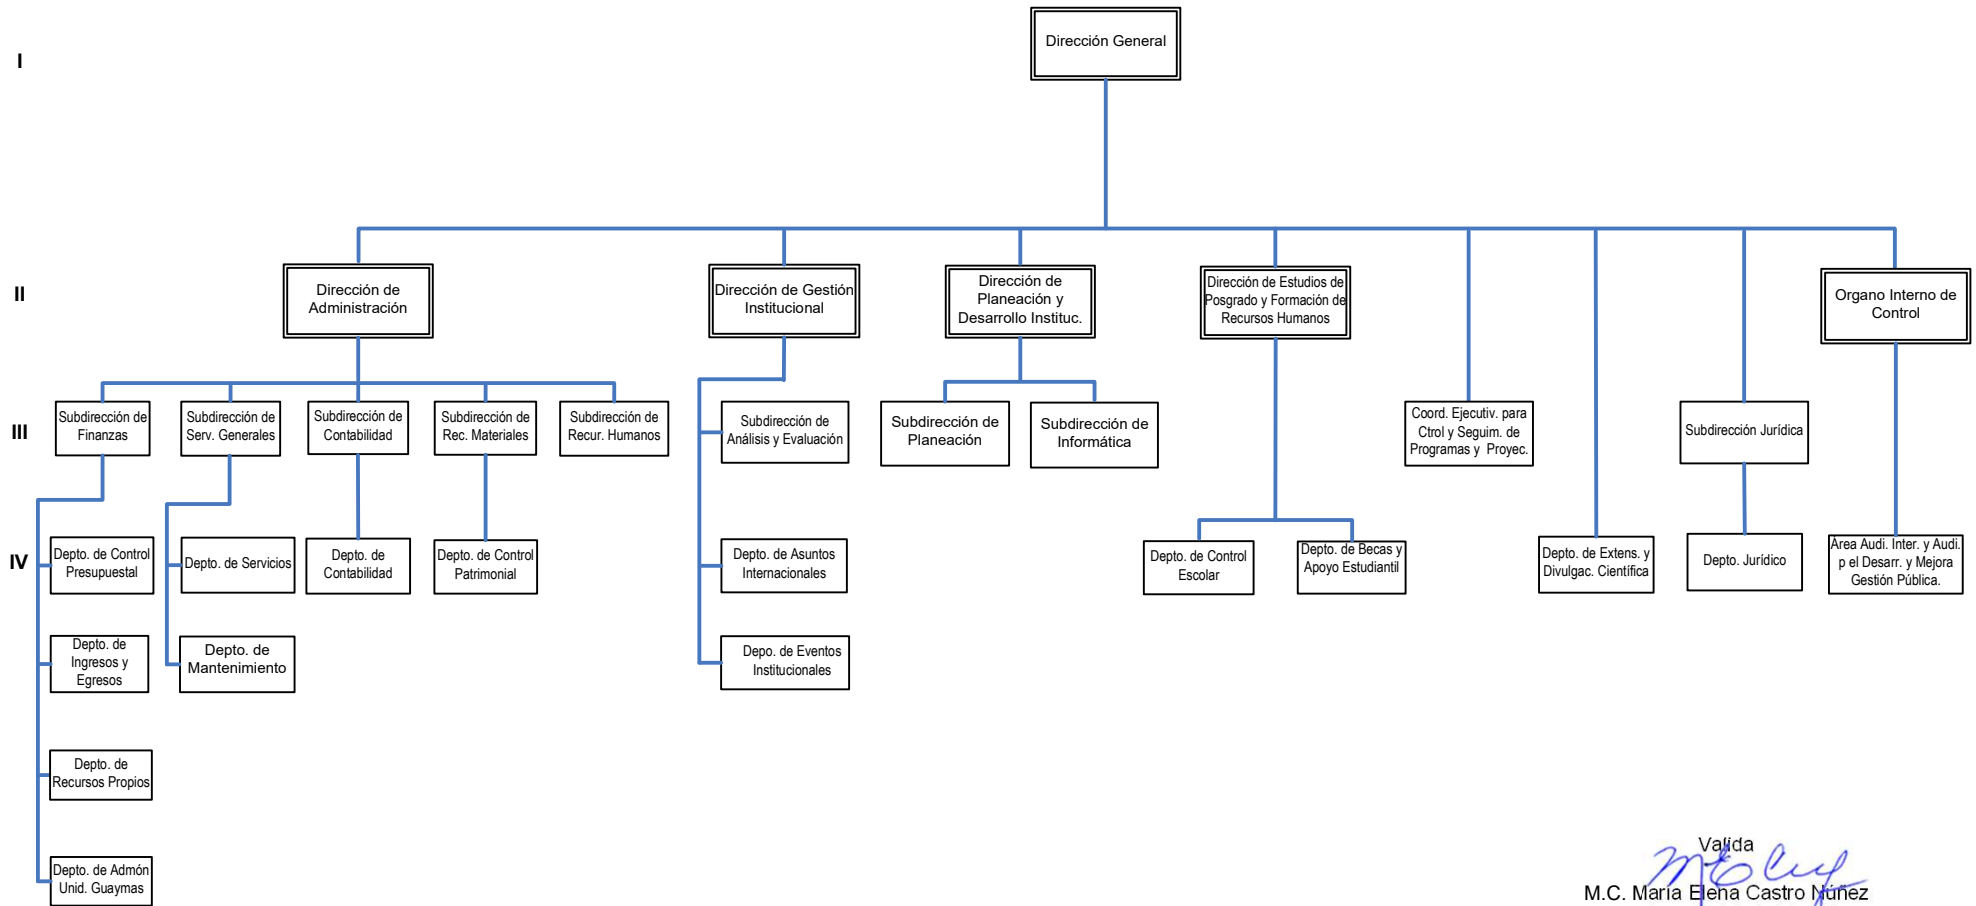 I
Dirección General
II
Dirección de
Administración
Dirección de Gestión
Institucional
Dirección de
Planeación y
Desarrollo Instituc.
Dirección de Estudios de
Posgrado y Formación de
Recursos Humanos
Organo Interno de
Control
III
Subdirección de
Finanzas
Subdirección de
Serv. Generales
Subdirección de
Contabilidad
Subdirección de
Rec. Materiales
Subdirección de
Recur. Humanos
Subdirección de
Análisis y Evaluación
Subdirección de
Planeación
Subdirección de
Informática
Coord. Ejecutiv. para
Ctrol y Seguim. de
Programas y Proyec.
Subdirección Jurídica
IV
Depto. de Control
Presupuestal
Depto. de Servicios
Depto. de
Contabilidad
Depto. de Control
Patrimonial
Depto. de Asuntos
Internacionales
Depto. de Control
Escolar
Depto. de Becas y
Apoyo Estudiantil
Depto. de Extens. y
Divulgac. Científica
Depto. Jurídico
Area Audi. Inter. y Audi.
p el Desarr. y Mejora
Gestión Pública.
Depto. de
Ingresos y
Egresos
Depto. de
Mantenimiento
Depo. de Eventos
Institucionales
Depto. de
Recursos Propios
Depto. de Admón
Unid. Guaymas
Valida
M.C. María Elena Castro Núñez